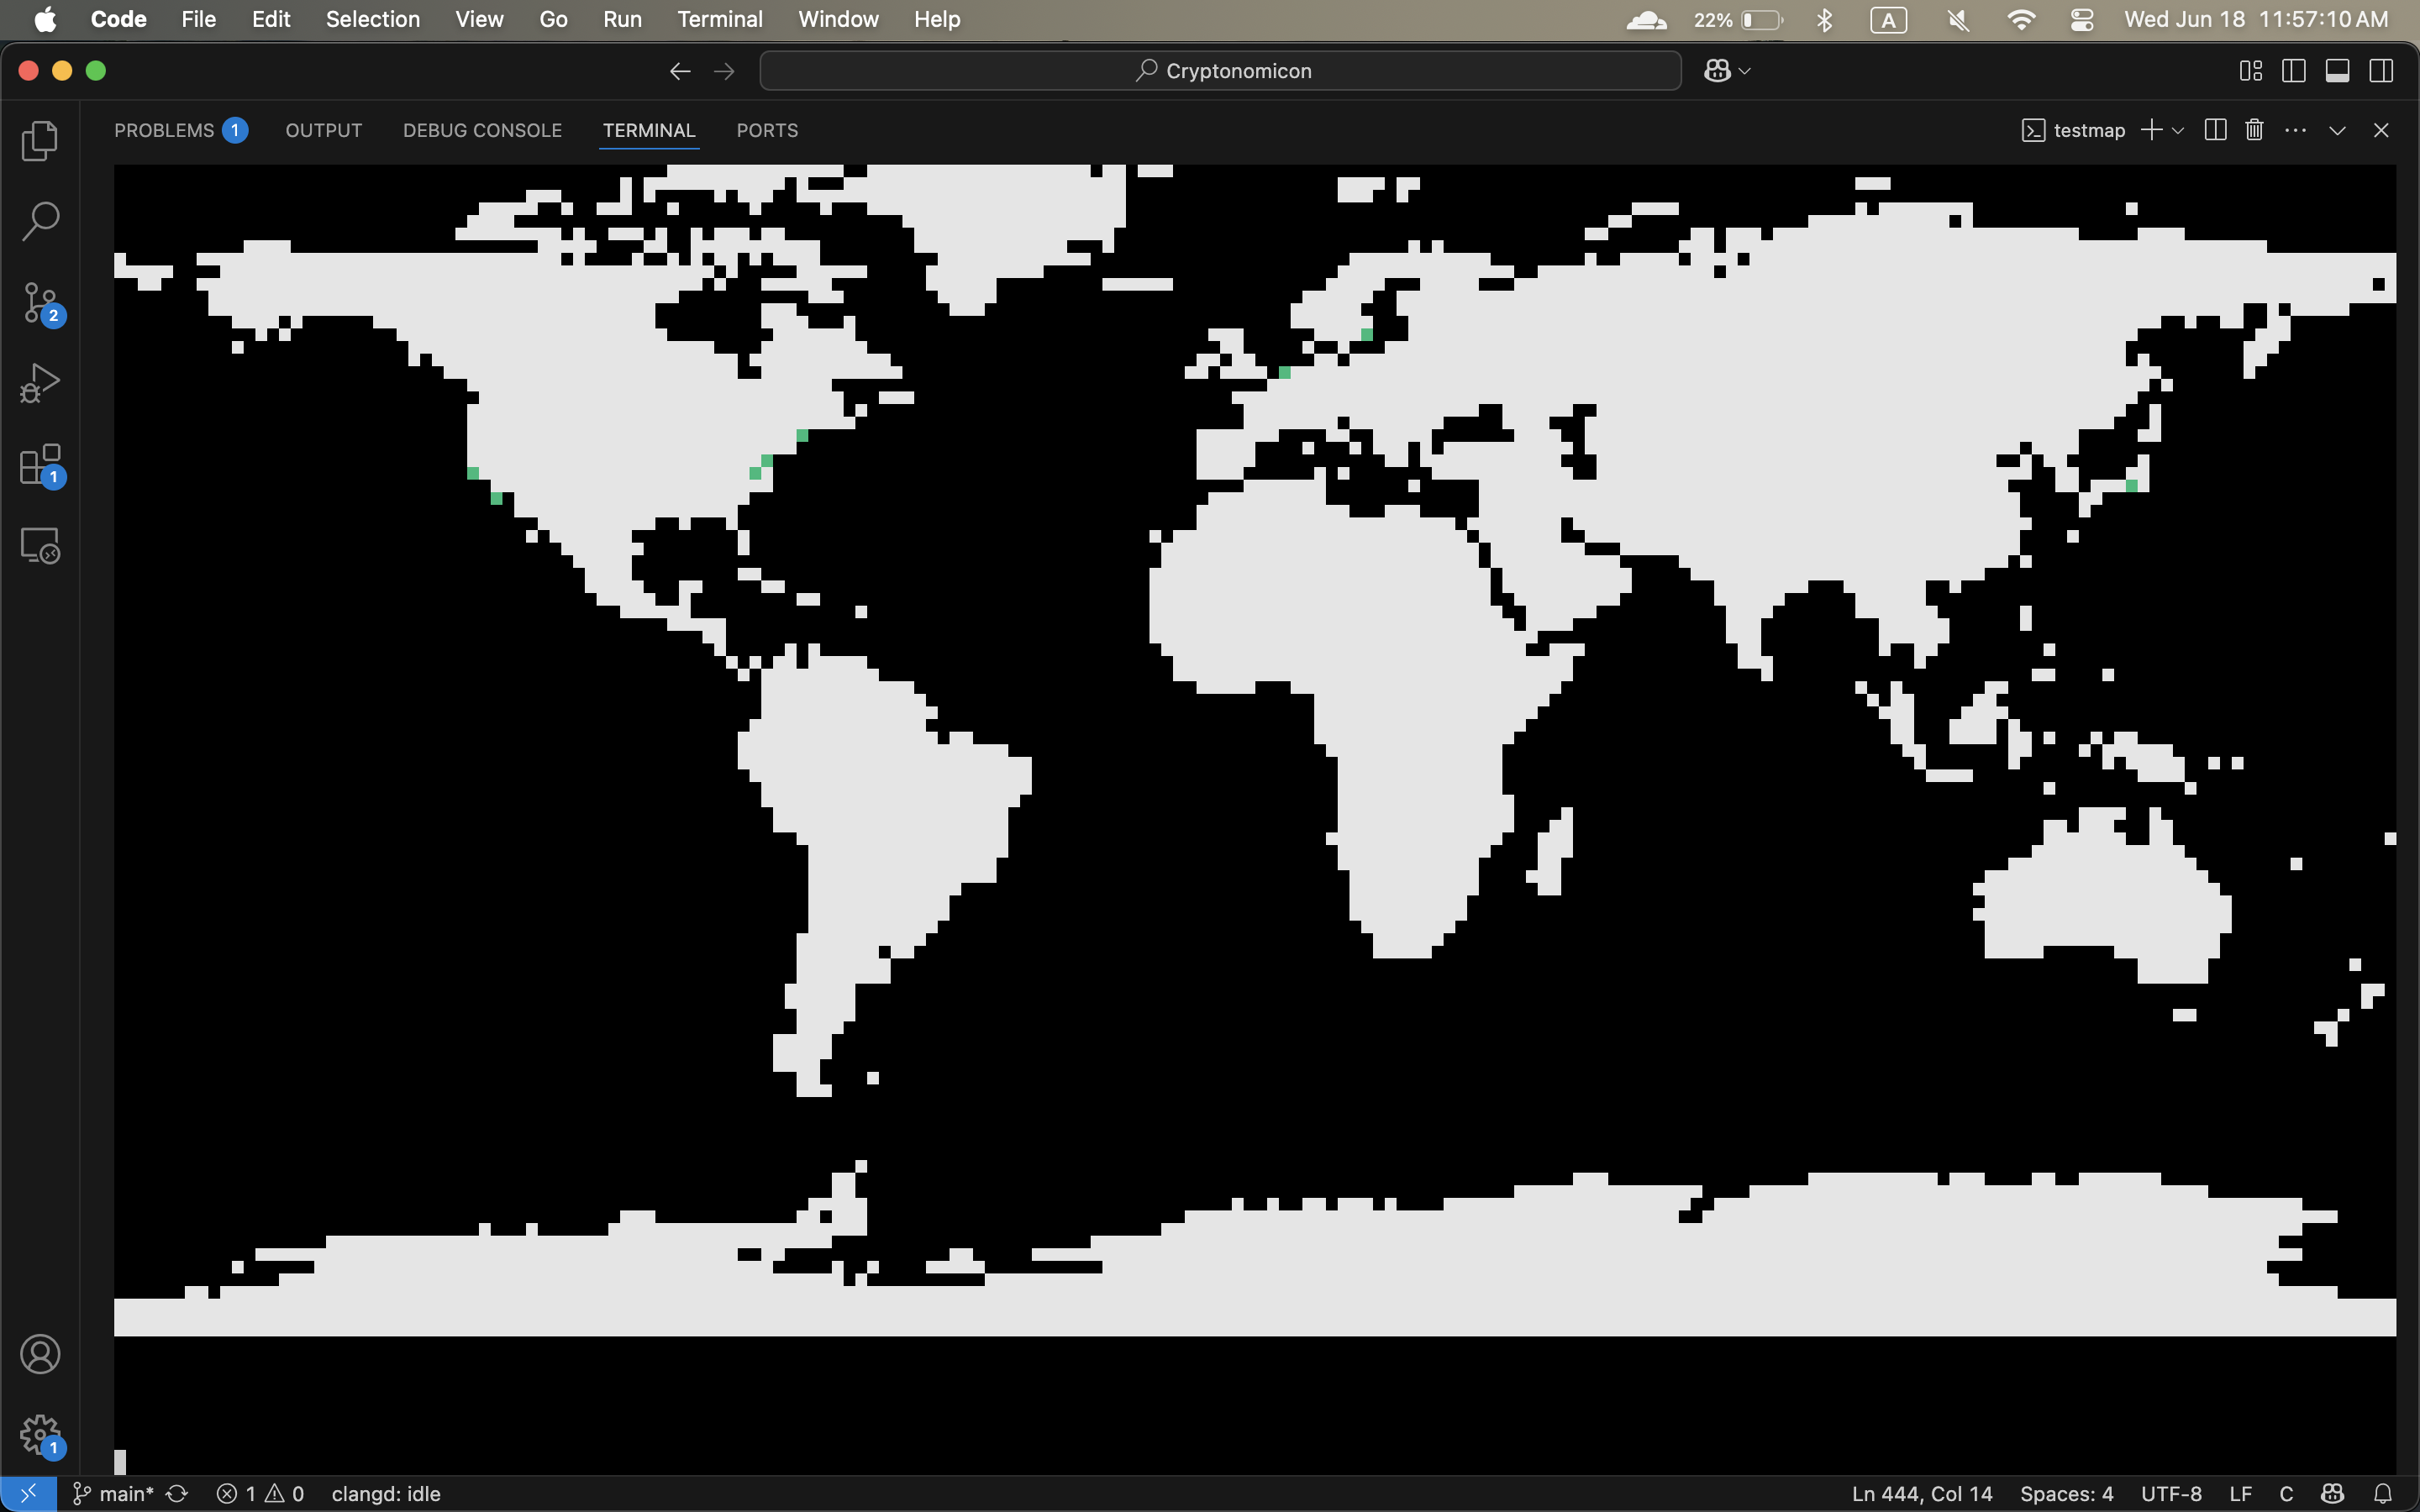 Code File Edit Selection View Go Run Terminal Window Help 22% A Wed Jun 18 11:57:10 AM
Cryptonomicon
PROBLEMS 1 OUTPUT DEBUG CONSOLE TERMINAL PORTS testmap
2
1
1
main* 1 0 clangd: idle Ln 444, Col 14 Spaces: 4 UTF-8 LF C